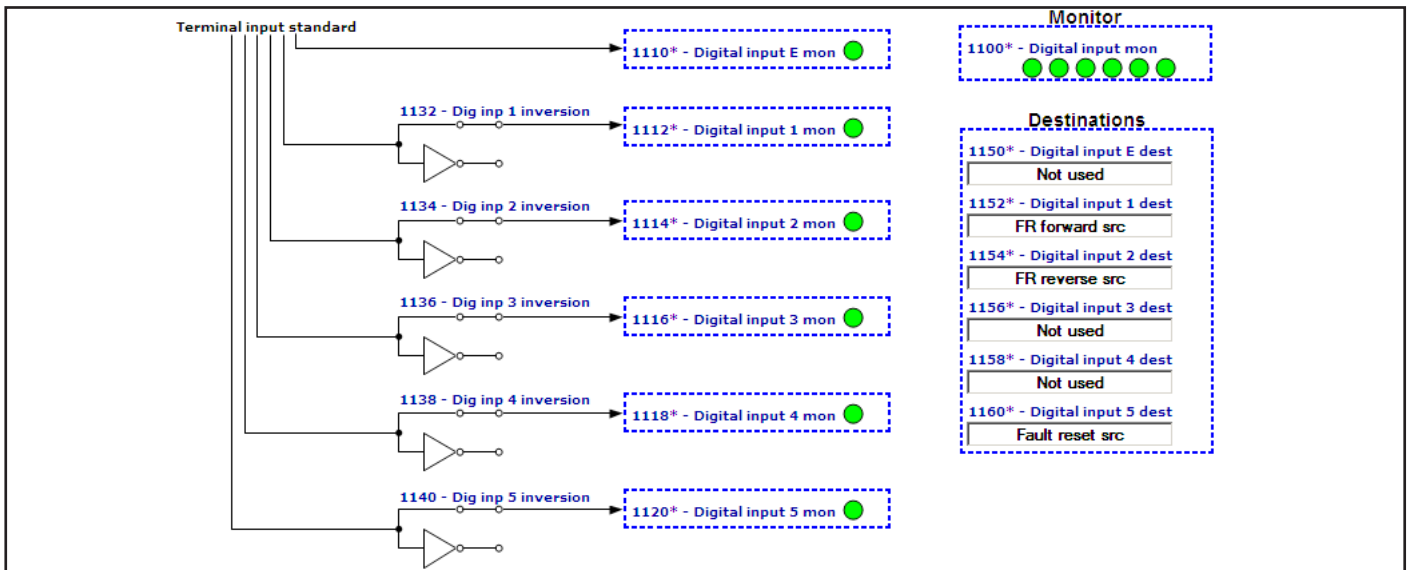 Terminal input standard
1110* - Digital input E mon
1132 - Dig inp 1 inversion
1112* - Digital input 1 mon
1134 - Dig inp 2 inversion
1114* - Digital input 2 mon
1136 - Dig inp 3 inversion
1116* - Digital input 3 mon
1138 - Dig inp 4 inversion
1118* - Digital input 4 mon
1140 - Dig inp 5 inversion
1120* - Digital input 5 mon
Monitor
1100* - Digital input mon
Destinations
1150* - Digital input E dest
Not used
1152* - Digital input 1 dest
FR forward src
1154* - Digital input 2 dest
FR reverse src
1156* - Digital input 3 dest
Not used
1158* - Digital input 4 dest
Not used
1160* - Digital input 5 dest
Fault reset src